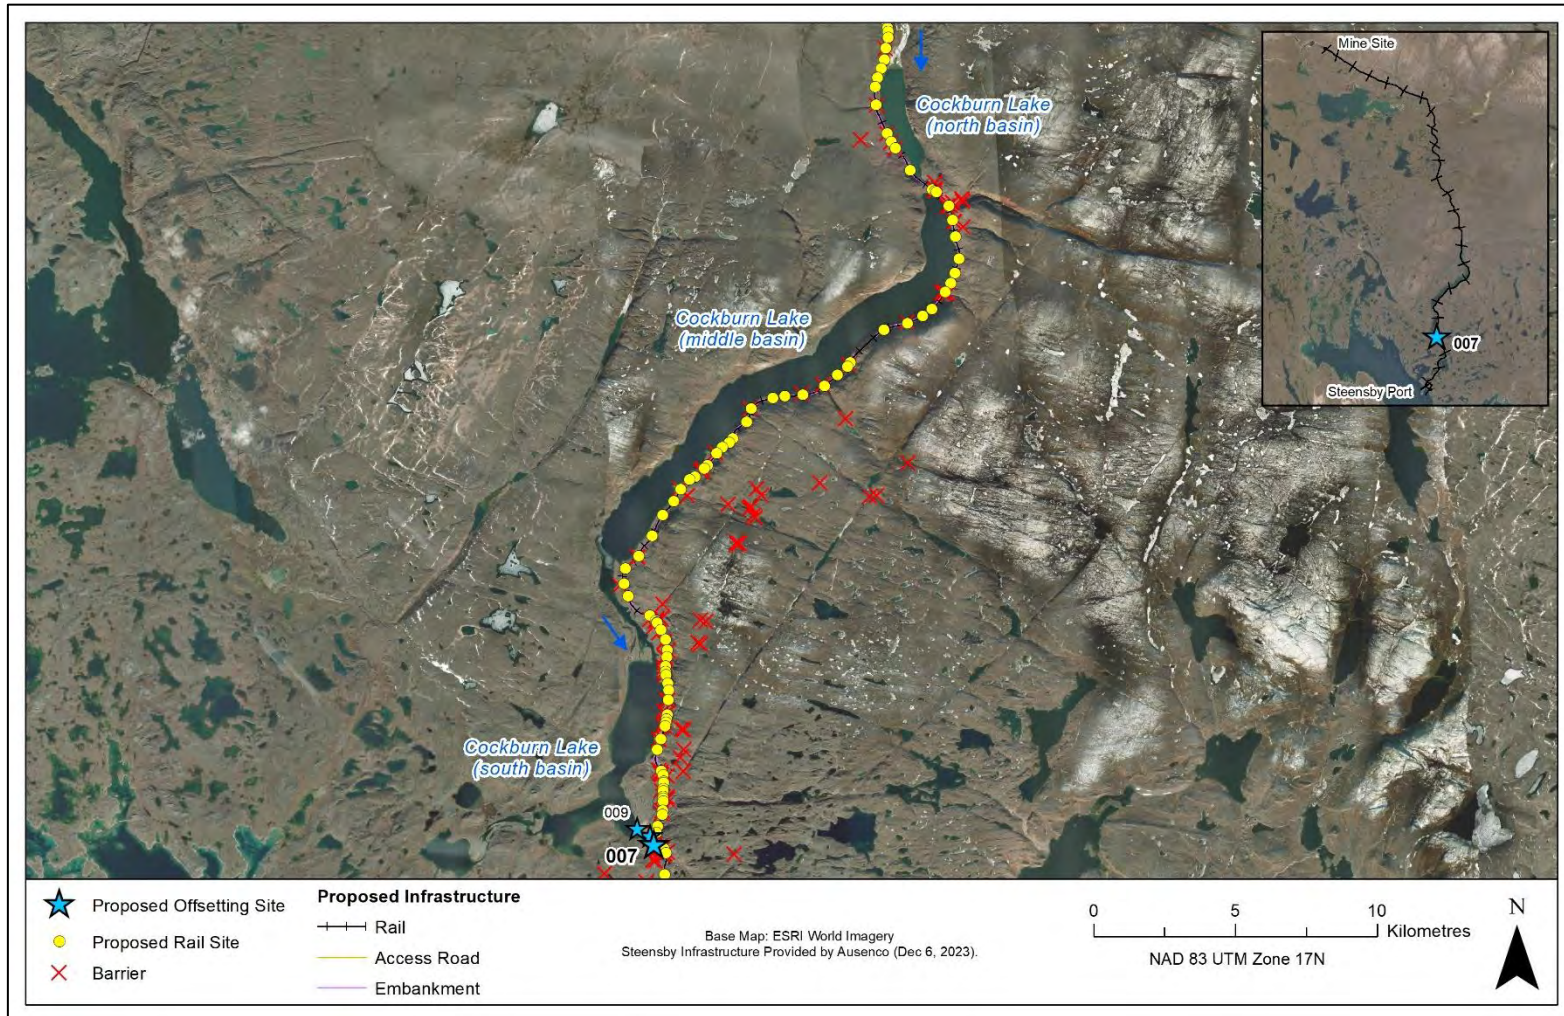 Mine Site
Cockburn Lake
(north basin)
Cockburn Lake
(middle basin)
007
Steensby Port
Cockburn Lake
(south basin)
009
007
Proposed Offsetting Site
Proposed Rail Site
Barrier
Proposed Infrastructure
Rail
Access Road
Embankment
Base Map: ESRI World Imagery
Steensby Infrastructure Provided by Ausenco (Dec 6, 2023).
0 5 10
Kilometres
NAD 83 UTM Zone 17N
N